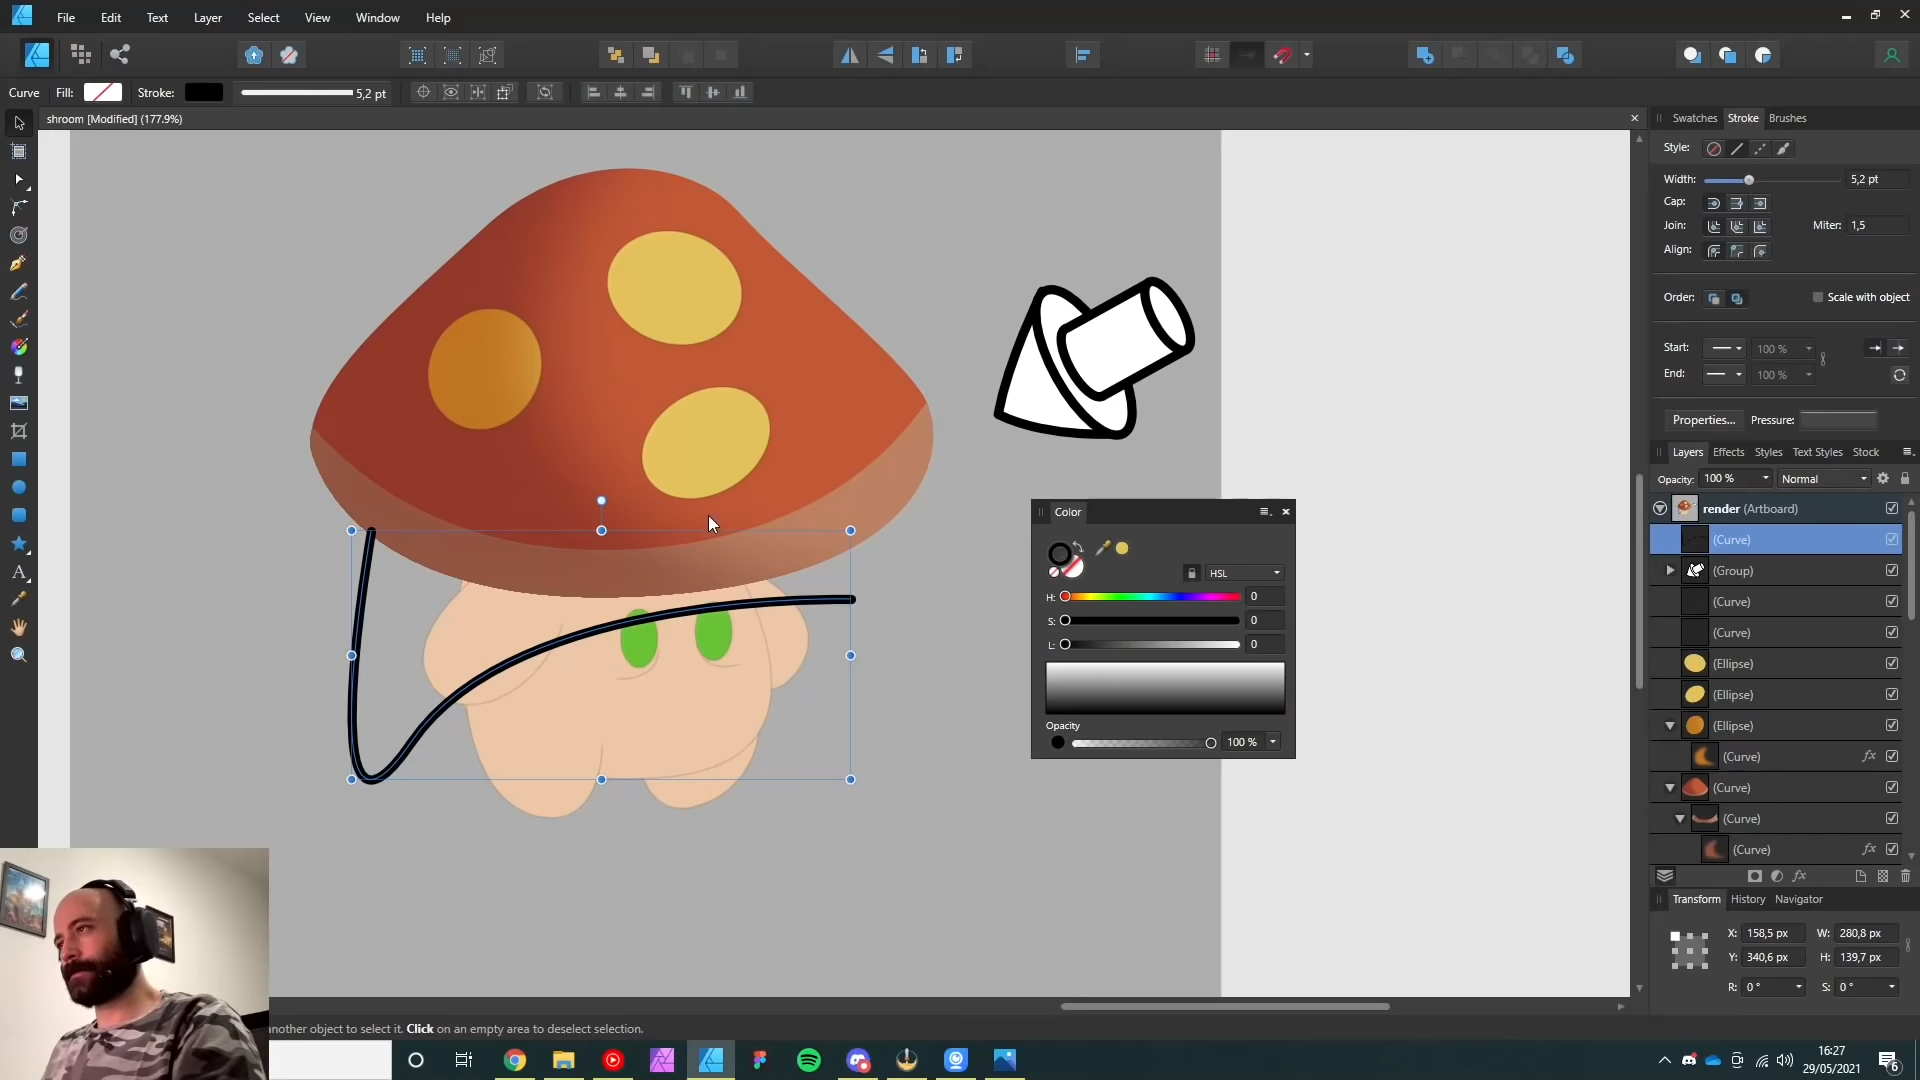 File Edit Text Layer Select View Window Help
Curve Fill: Stroke: 5,2 pt
shroom [Modified] (177.9%)
Swatches Stroke Brushes
Style:
Width: 5,2 pt
Cap:
Join: Miter: 1,5
Align:
Order: Scale with object
Start: 100 %
End: 100 %
Properties... Pressure:
Layers Effects Styles Text Styles Stock
Opacity: 100 % Normal
render (Artboard)
(Curve)
(Group)
(Curve)
(Curve)
(Ellipse)
(Ellipse)
(Ellipse)
(Curve) fx
(Curve)
(Curve)
(Curve) fx
fx
Transform History Navigator
X: 158,5 px W: 280,8 px
Y: 340,6 px H: 139,7 px
R: 0 ° S: 0 °
Color
HSL
H: 0
S: 0
L: 0
Opacity
100 %
another object to select it. Click on an empty area to deselect selection.
16:27
29/05/2021
6